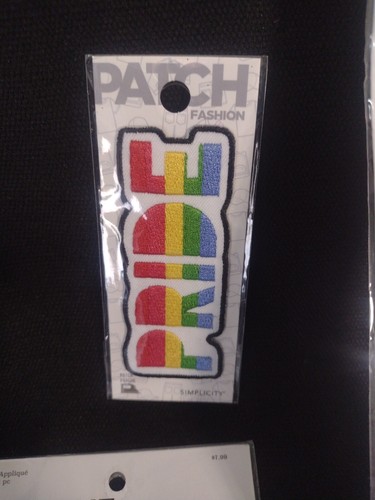 PATCH
FASHION
PRIDE
SIMPLICITY
Appliqué
pc
$1.99